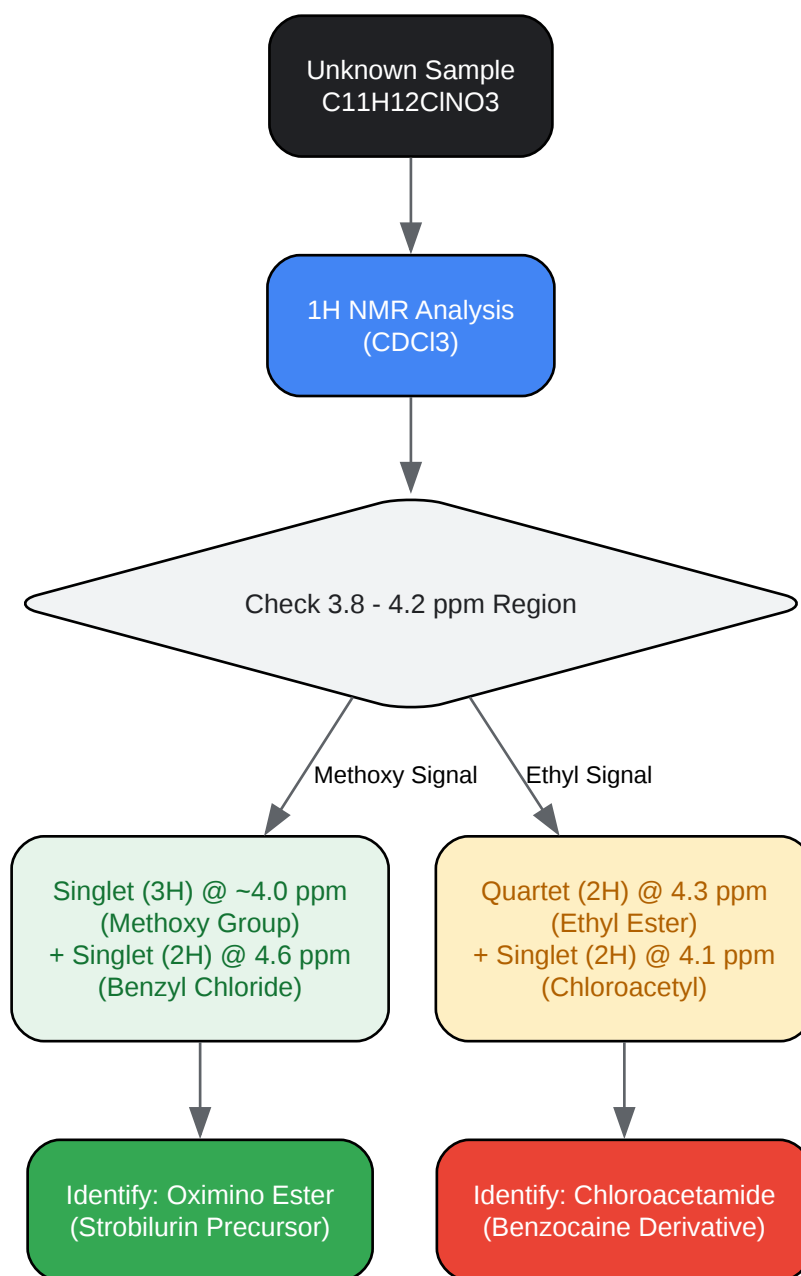 Unknown Sample
C11H12ClNO3
1H NMR Analysis
(CDCl3)
Check 3.8 - 4.2 ppm Region
Methoxy Signal
Ethyl Signal
Singlet (3H) @ ~4.0 ppm
(Methoxy Group)
+ Singlet (2H) @ 4.6 ppm
(Benzyl Chloride)
Quartet (2H) @ 4.3 ppm
(Ethyl Ester)
+ Singlet (2H) @ 4.1 ppm
(Chloroacetyl)
Identify: Oximino Ester
(Strobilurin Precursor)
Identify: Chloroacetamide
(Benzocaine Derivative)